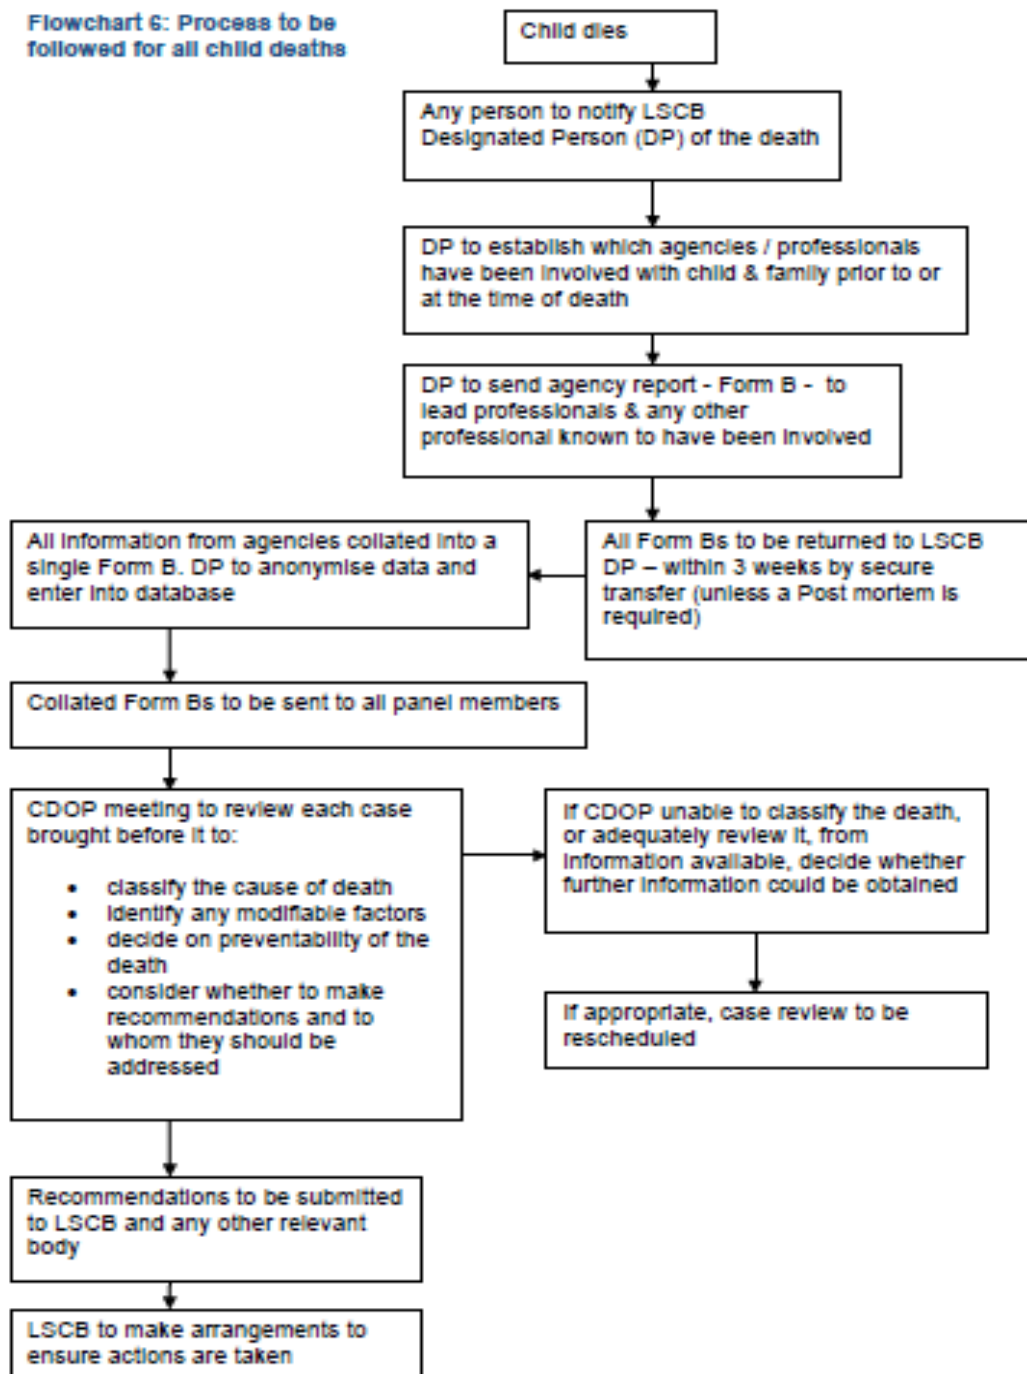 Flowchart 6: Process to be
followed for all child deaths
Child dies
Any person to notify LSCB
Designated Person (DP) of the death
DP to establish which agencies / professionals
have been involved with child & family prior to or
at the time of death
DP to send agency report - Form B - to
lead professionals & any other
professional known to have been involved
All Form Bs to be returned to LSCB
DP – within 3 weeks by secure
transfer (unless a Post mortem is
required)
All information from agencies collated into a
single Form B. DP to anonymise data and
enter into database
Collated Form Bs to be sent to all panel members
CDOP meeting to review each case
brought before it to:
• classify the cause of death
• identify any modifiable factors
• decide on preventability of the
death
• consider whether to make
recommendations and to
whom they should be
addressed
If CDOP unable to classify the death,
or adequately review it, from
information available, decide whether
further information could be obtained
If appropriate, case review to be
rescheduled
Recommendations to be submitted
to LSCB and any other relevant
body
LSCB to make arrangements to
ensure actions are taken